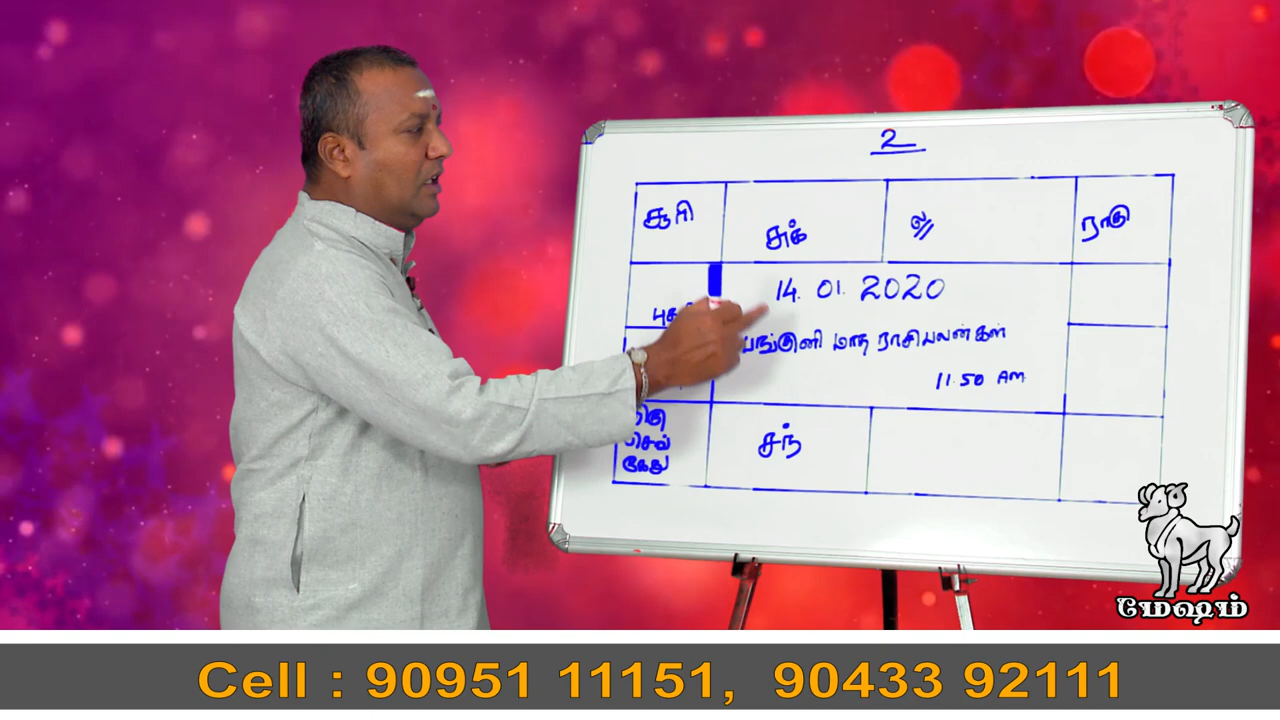 2
சூரி
சுக்
ராகு
14. 01. 2020
பங்குனி மாத ராசிபலன்கள்
11.50 AM
சந்
செவ்
கேது
மேஷம்
Cell : 90951 11151, 90433 92111